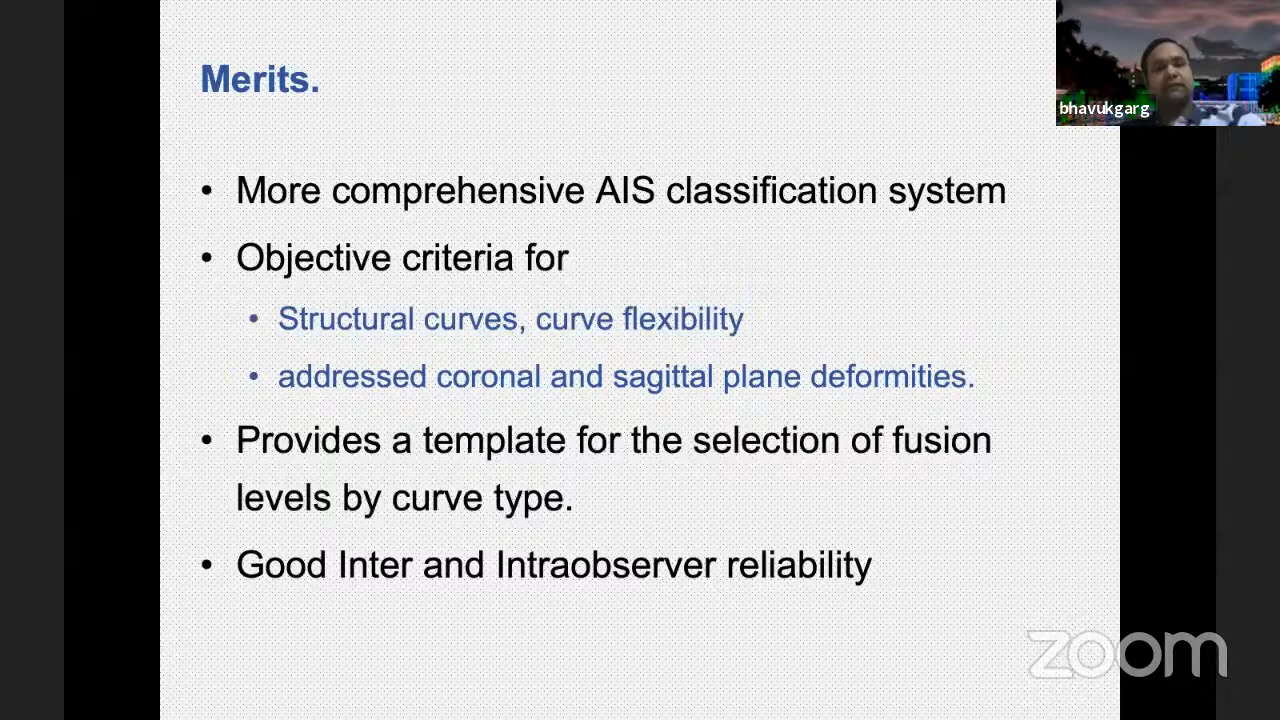 Merits.
bhavukgarg
• More comprehensive AIS classification system
• Objective criteria for
• Structural curves, curve flexibility
• addressed coronal and sagittal plane deformities.
• Provides a template for the selection of fusion
levels by curve type.
• Good Inter and Intraobserver reliability
zoom